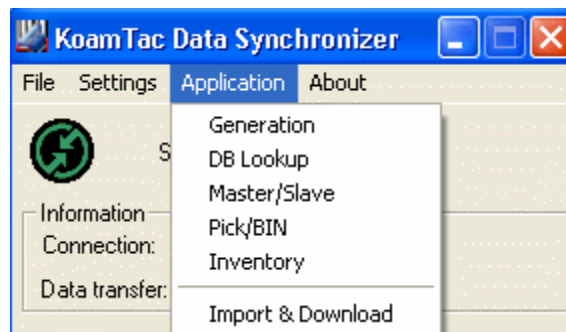 KoamTac Data Synchronizer
File Settings Application About
Generation
S
DB Lookup
Master/Slave
Information
Pick/BIN
Connection:
Inventory
Data transfer:
Import & Download